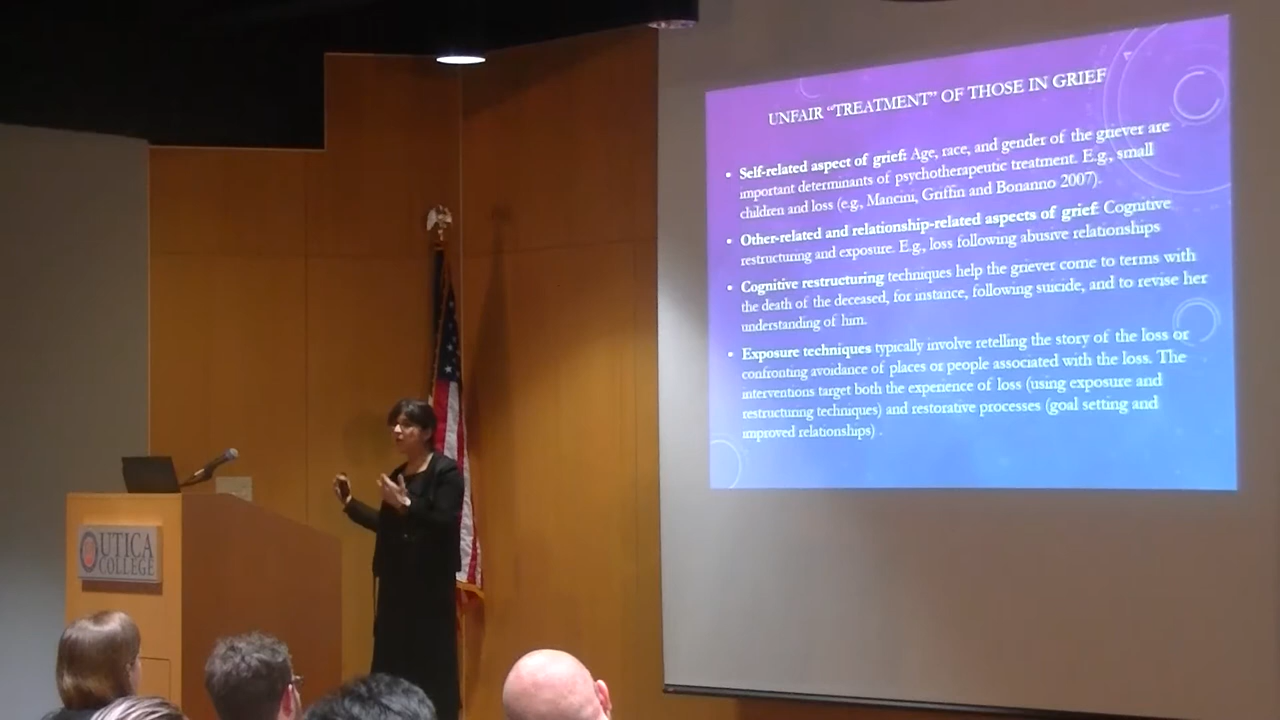 UNFAIR “TREATMENT” OF THOSE IN GRIEF
• Self-related aspect of grief: Age, race, and gender of the griever are
important determinants of psychotherapeutic treatment. E.g., small
children and loss (e.g., Mancini, Griffin and Bonanno 2007).
• Other-related and relationship-related aspects of grief: Cognitive
restructuring and exposure. E.g., loss following abusive relationships
• Cognitive restructuring techniques help the griever come to terms with
the death of the deceased, for instance, following suicide, and to revise her
understanding of him.
• Exposure techniques typically involve retelling the story of the loss or
confronting avoidance of places or people associated with the loss. The
interventions target both the experience of loss (using exposure and
restructuring techniques) and restorative processes (goal setting and
improved relationships) .
UTICA
COLLEGE